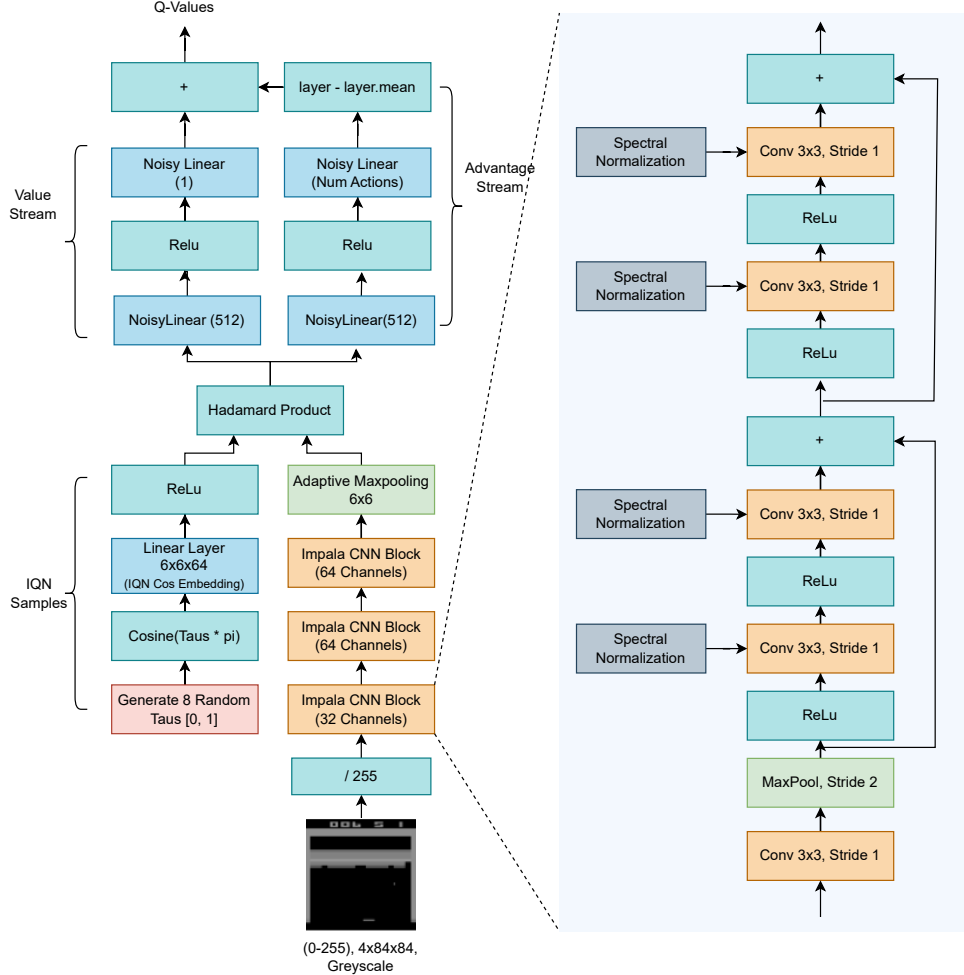 Q-Values
+
layer - layer.mean
Noisy Linear
(1)
Noisy Linear
(Num Actions)
Value
Stream
Advantage
Stream
Relu
Relu
NoisyLinear (512)
NoisyLinear(512)
Hadamard Product
ReLu
Adaptive Maxpooling
6x6
Linear Layer
6x6x64
(IQN Cos Embedding)
Impala CNN Block
(64 Channels)
IQN
Samples
Cosine(Taus * pi)
Impala CNN Block
(64 Channels)
Generate 8 Random
Taus [0, 1]
Impala CNN Block
(32 Channels)
/ 255
(0-255), 4x84x84,
Greyscale
+
Spectral
Normalization
Conv 3x3, Stride 1
ReLu
Spectral
Normalization
Conv 3x3, Stride 1
ReLu
+
Spectral
Normalization
Conv 3x3, Stride 1
ReLu
Spectral
Normalization
Conv 3x3, Stride 1
ReLu
MaxPool, Stride 2
Conv 3x3, Stride 1